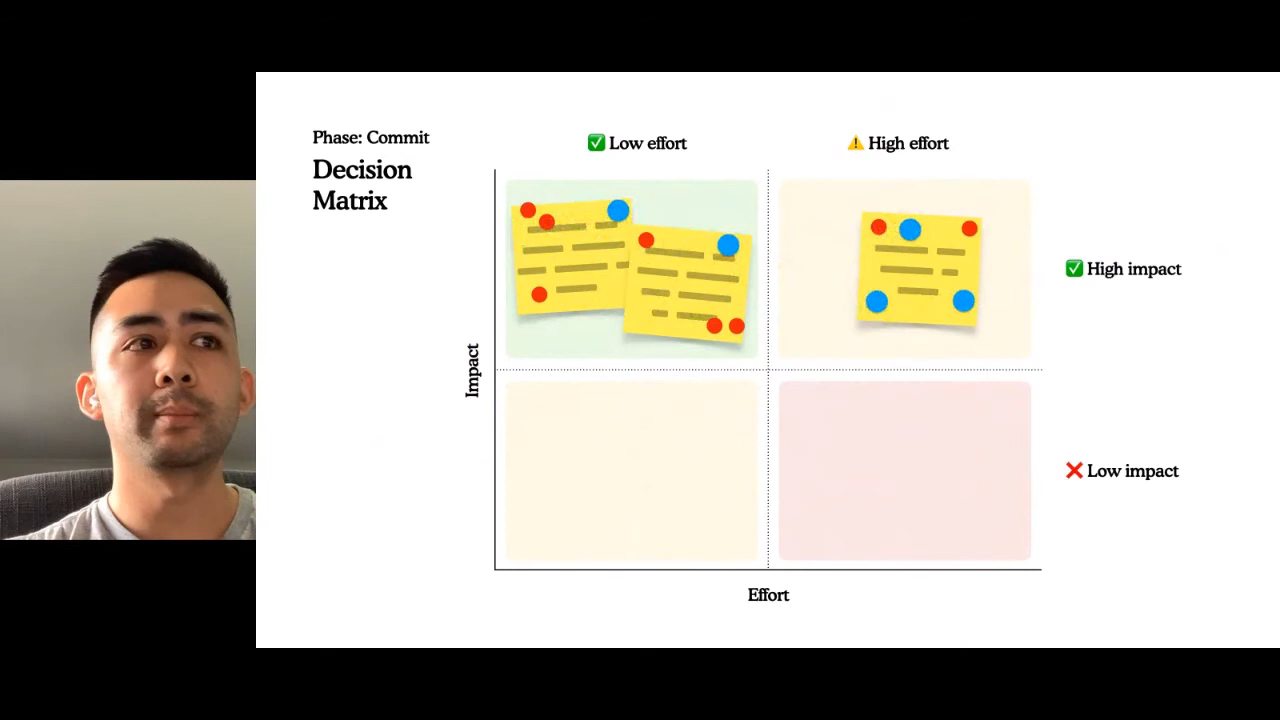 Phase: Commit
Decision
Matrix
✅ Low effort
⚠️ High effort
✅ High impact
❌ Low impact
Impact
Effort